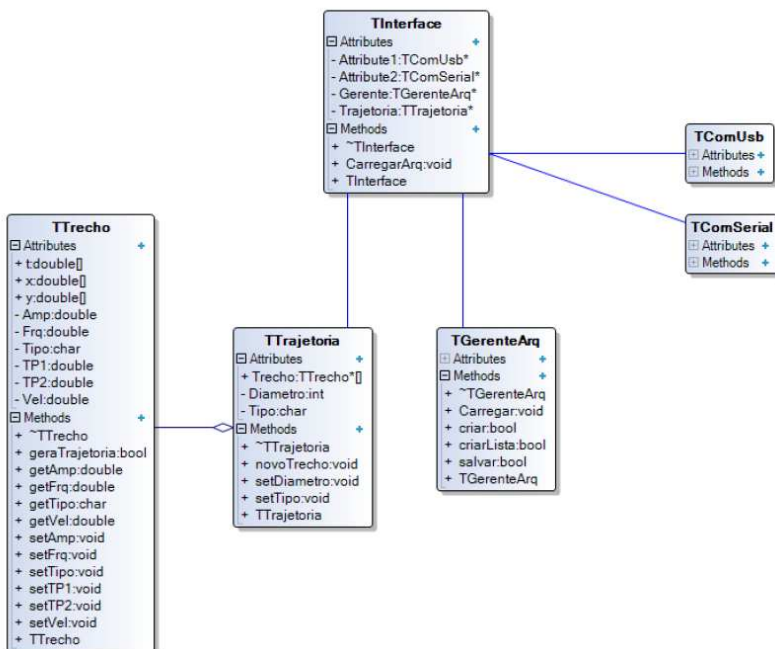 TInterface
Attributes
- Attribute1:TComUsb*
- Attribute2:TComSerial*
- Gerente:TGerenteArq*
- Trajetoria:TTrajetoria*
Methods
+ ~TInterface
+ CarregarArq:void
+ TInterface
TComUsb
Attributes
Methods
TComSerial
Attributes
Methods
TTrecho
Attributes
+ t:double[]
+ x:double[]
+ y:double[]
- Amp:double
- Frq:double
- Tipo:char
- TP1:double
- TP2:double
- Vel:double
Methods
+ ~TTrecho
+ geraTrajetoria:bool
+ getAmp:double
+ getFrq:double
+ getTipo:char
+ getVel:double
+ setAmp:void
+ setFrq:void
+ setTipo:void
+ setTP1:void
+ setTP2:void
+ setVel:void
+ TTrecho
TTrajetoria
Attributes
+ Trecho:TTrecho*[]
- Diametro:int
- Tipo:char
Methods
+ ~TTrajetoria
+ novoTrecho:void
+ setDiametro:void
+ setTipo:void
+ TTrajetoria
TGerenteArq
Attributes
Methods
+ ~TGerenteArq
+ Carregar:void
+ criar:bool
+ criarLista:bool
+ salvar:bool
+ TGerenteArq